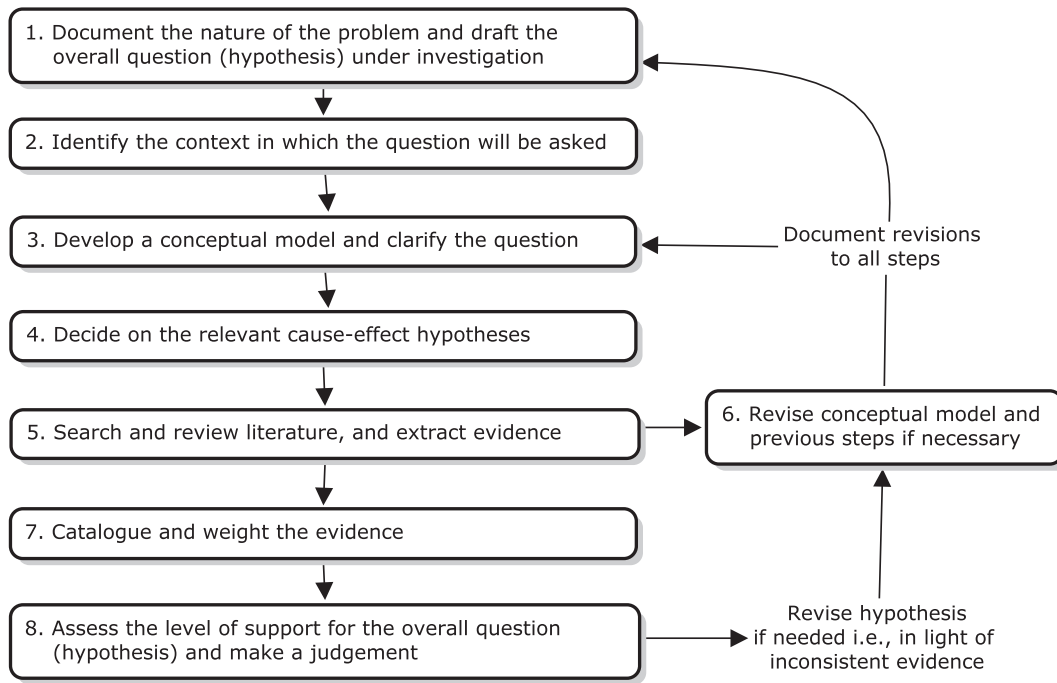 1. Document the nature of the problem and draft the
overall question (hypothesis) under investigation
2. Identify the context in which the question will be asked
3. Develop a conceptual model and clarify the question
Document revisions
to all steps
4. Decide on the relevant cause-effect hypotheses
5. Search and review literature, and extract evidence
6. Revise conceptual model and
previous steps if necessary
7. Catalogue and weight the evidence
8. Assess the level of support for the overall question
(hypothesis) and make a judgement
Revise hypothesis
if needed i.e., in light of
inconsistent evidence